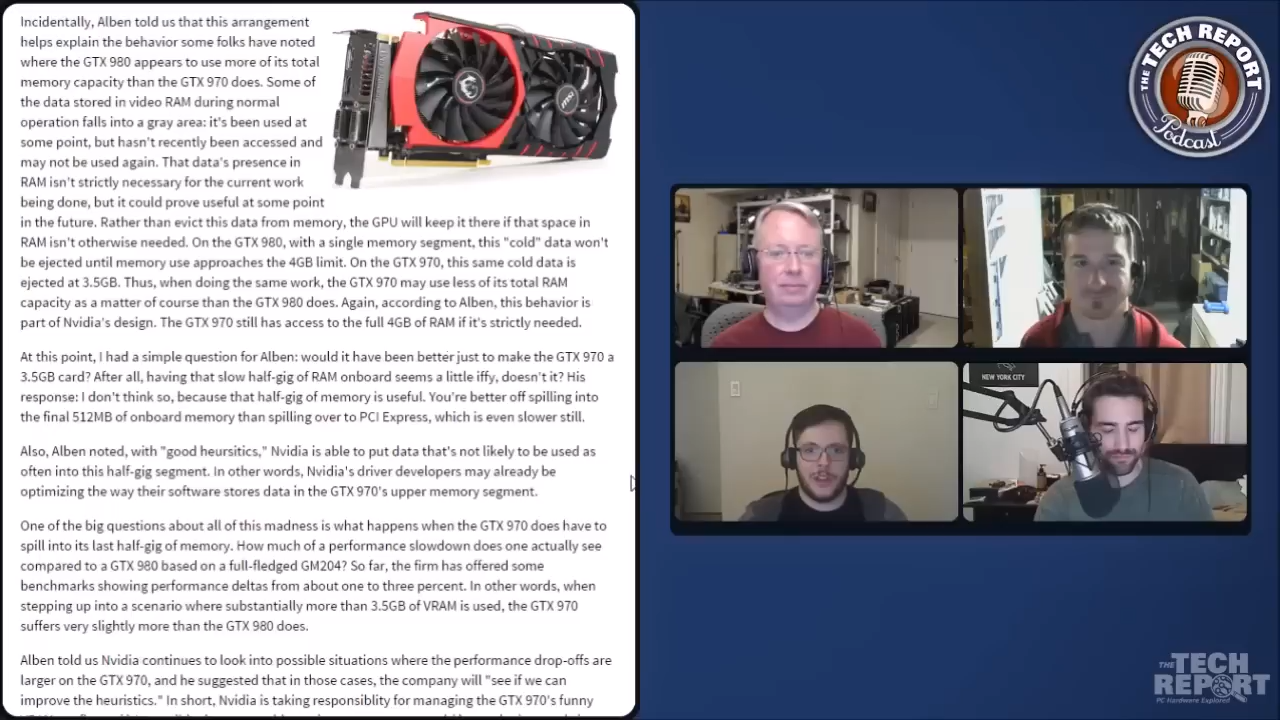 Incidentally, Alben told us that this arrangement
helps explain the behavior some folks have noted
where the GTX 980 appears to use more of its total
memory capacity than the GTX 970 does. Some of
the data stored in video RAM during normal
operation falls into a gray area: it's been used at
some point, but hasn't recently been accessed and
may not be used again. That data's presence in
RAM isn't strictly necessary for the current work
being done, but it could prove useful at some point
in the future. Rather than evict this data from memory, the GPU will keep it there if that space in
RAM isn't otherwise needed. On the GTX 980, with a single memory segment, this "cold" data won't
be ejected until memory use approaches the 4GB limit. On the GTX 970, this same cold data is
ejected at 3.5GB. Thus, when doing the same work, the GTX 970 may use less of its total RAM
capacity as a matter of course than the GTX 980 does. Again, according to Alben, this behavior is
part of Nvidia's design. The GTX 970 still has access to the full 4GB of RAM if it's strictly needed.
At this point, I had a simple question for Alben: would it have been better just to make the GTX 970 a
3.5GB card? After all, having that slow half-gig of RAM onboard seems a little iffy, doesn't it? His
response: I don't think so, because that half-gig of memory is useful. You're better off spilling into
the final 512MB of onboard memory than spilling over to PCI Express, which is even slower still.
Also, Alben noted, with "good heursitics," Nvidia is able to put data that's not likely to be used as
often into this half-gig segment. In other words, Nvidia's driver developers may already be
optimizing the way their software stores data in the GTX 970's upper memory segment.
One of the big questions about all of this madness is what happens when the GTX 970 does have to
spill into its last half-gig of memory. How much of a performance slowdown does one actually see
compared to a GTX 980 based on a full-fledged GM204? So far, the firm has offered some
benchmarks showing performance deltas from about one to three percent. In other words, when
stepping up into a scenario where substantially more than 3.5GB of VRAM is used, the GTX 970
suffers very slightly more than the GTX 980 does.
Alben told us Nvidia continues to look into possible situations where the performance drop-offs are
larger on the GTX 970, and he suggested that in those cases, the company will "see if we can
improve the heuristics." In short, Nvidia is taking responsiblity for managing the GTX 970's funny
THE TECH REPORT
Podcast
msi
NEW YORK CITY
THE TECH
REPORT
PC Hardware Explored